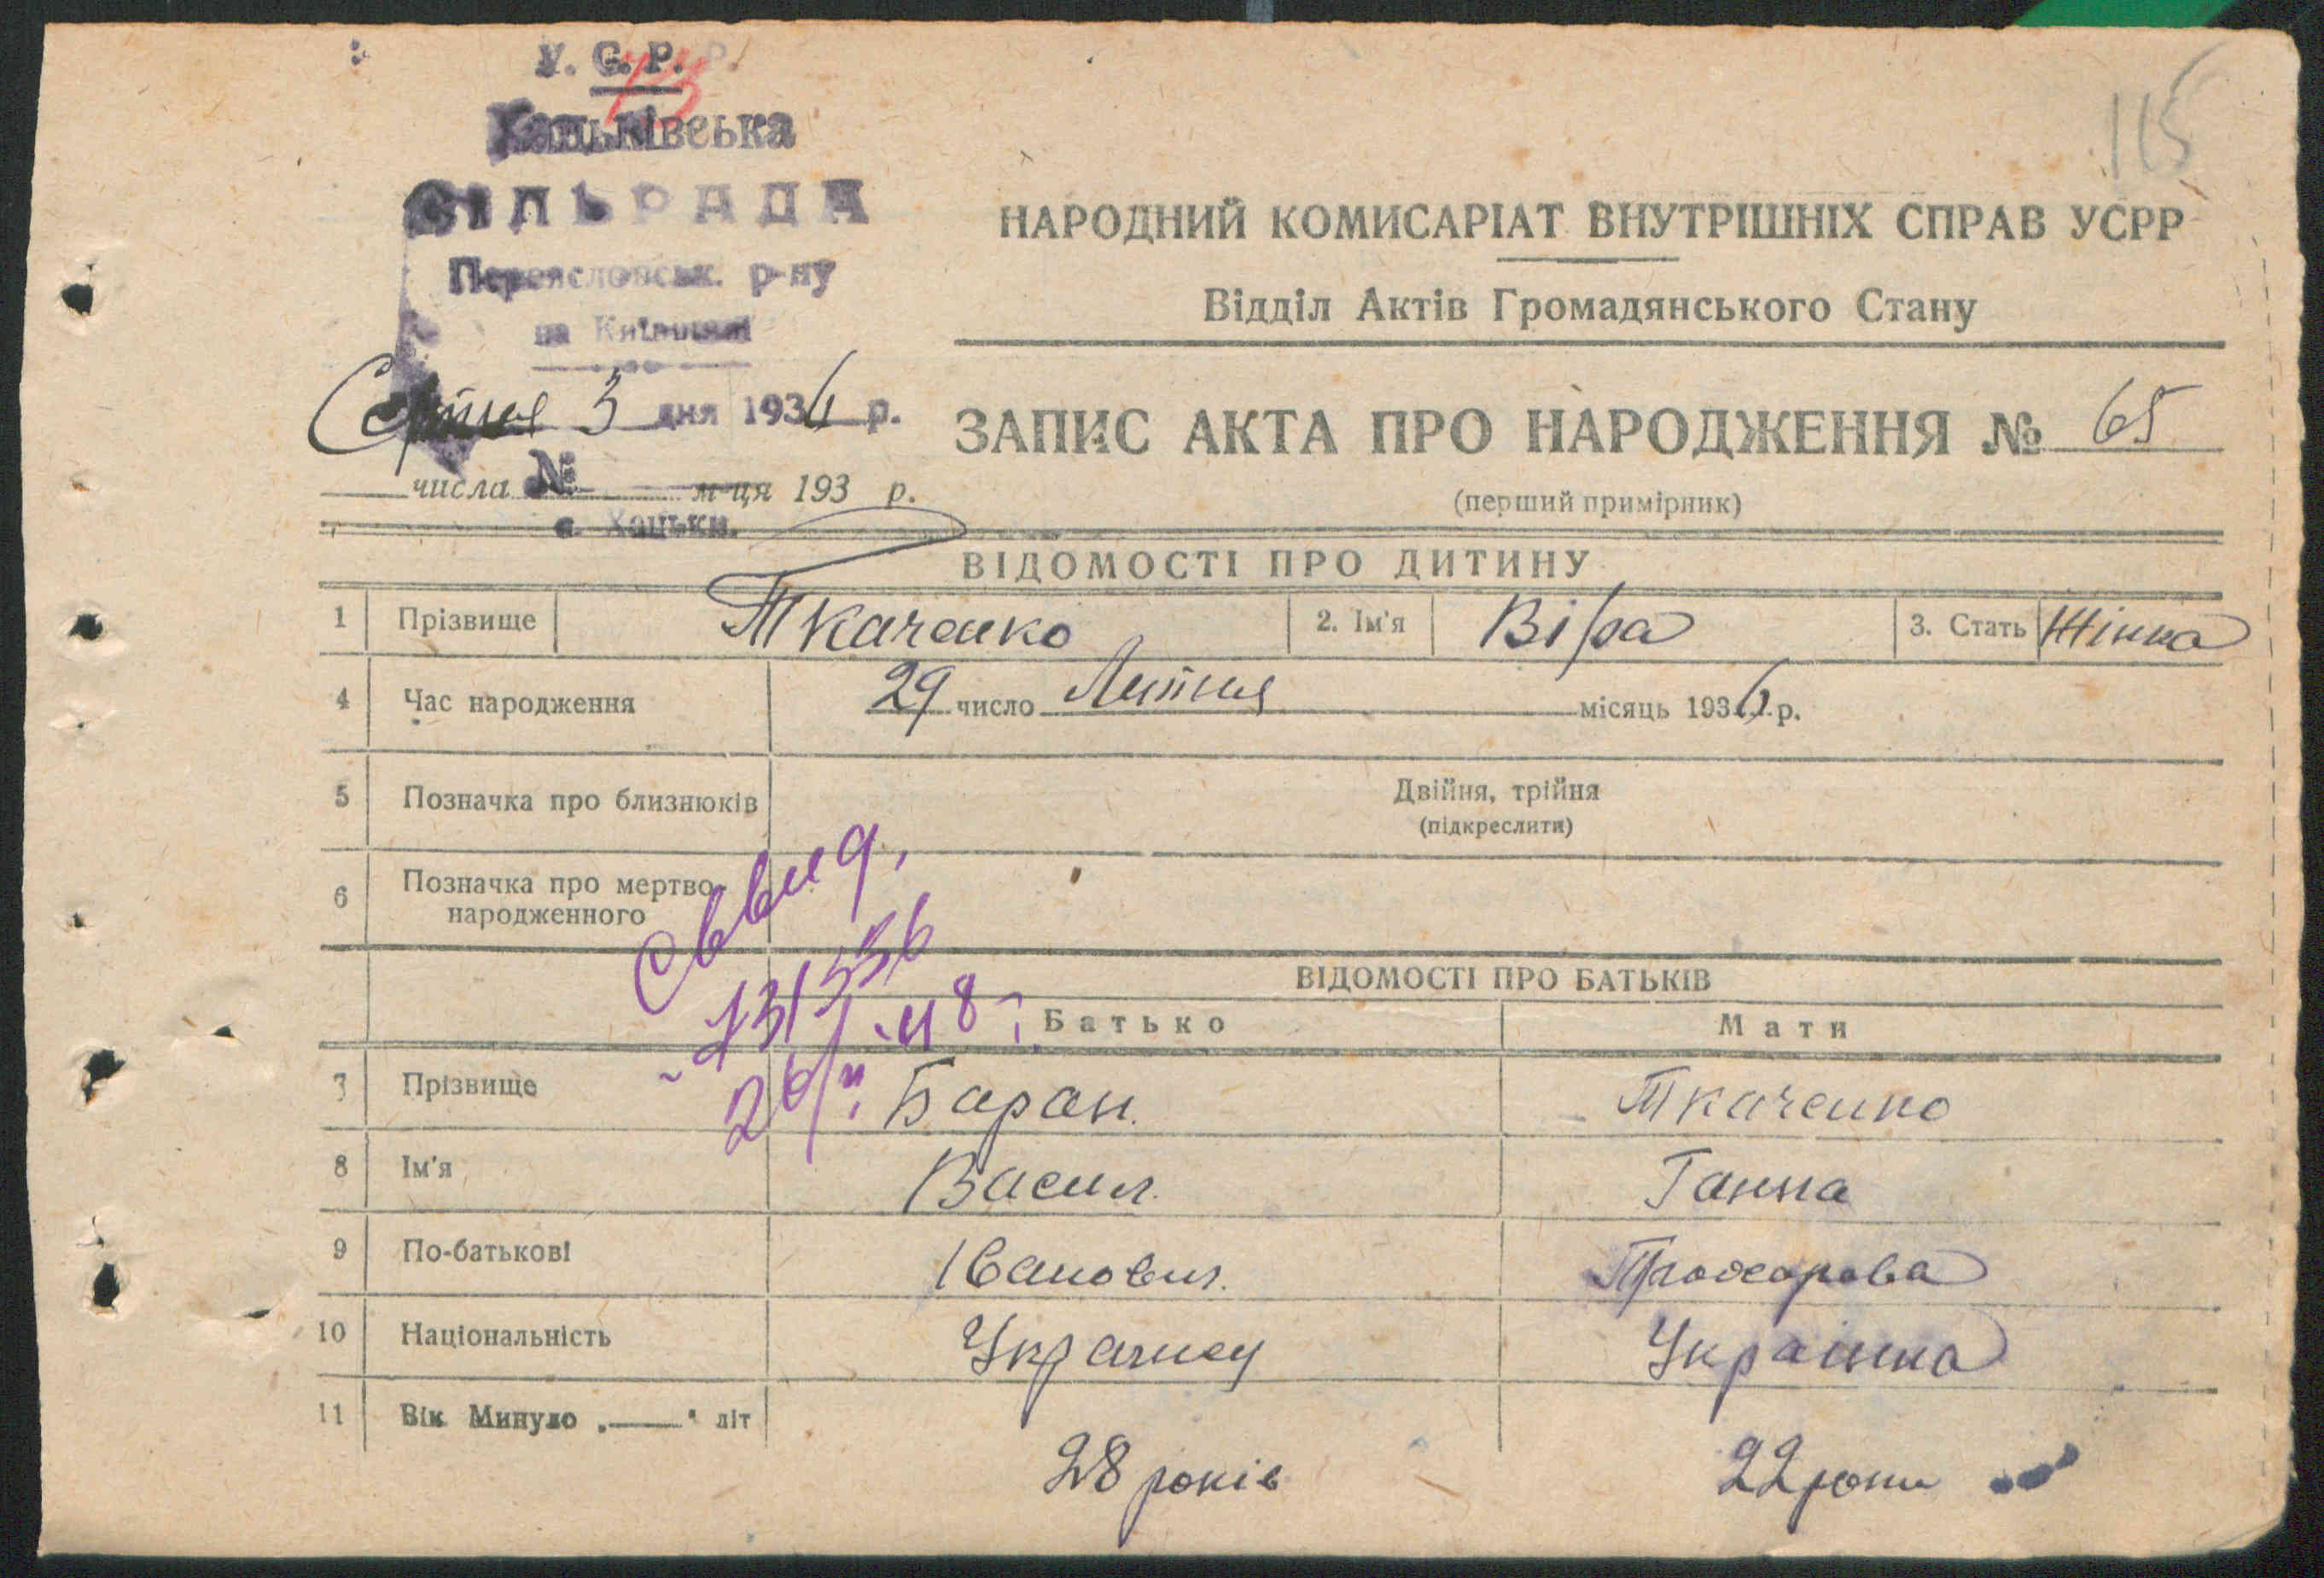 У. С. Р. Р.
Хацьківська
СІЛЬРАДА
Переясловськ. р-ну
на Київщині
Серпня 3 дня 1936 р.
числа № м-ця 193 р.
с. Хацьки.
115
НАРОДНИЙ КОМИСАРІАТ ВНУТРІШНІХ СПРАВ УСРР
Відділ Актів Громадянського Стану
ЗАПИС АКТА ПРО НАРОДЖЕННЯ № 65
(перший примірник)
ВІДОМОСТІ ПРО ДИТИНУ
1 Прізвище Ткаченко 2. Ім'я Віра 3. Стать Жінка
4 Час народження 29 число Липня місяць 1936 р.
5 Позначка про близнюків Двійня, трійня
(підкреслити)
6 Позначка про мертво-
народженного
ВІДОМОСТІ ПРО БАТЬКІВ
Батько Мати
7 Прізвище Баран. Ткаченко
8 Ім'я Васил. Ганна
9 По-батькові Іванович. Прохорова
10 Національність Українец Українка
11 Вік Минуло „——" літ
28 років 22 роки